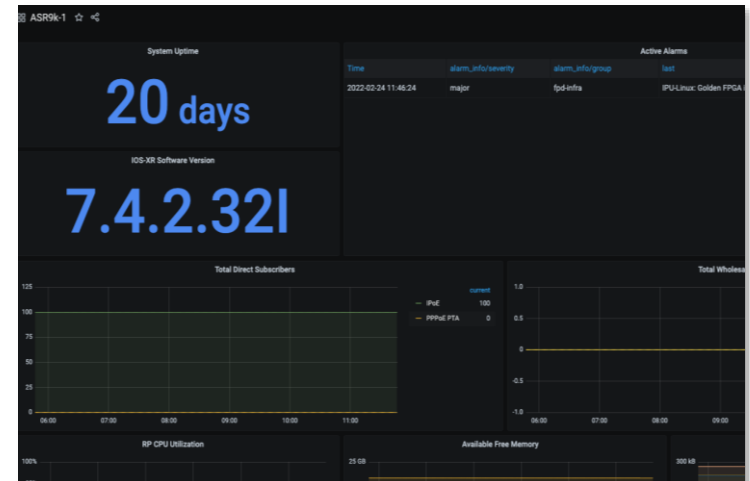 ASR9k-1
System Uptime
20 days
IOS-XR Software Version
7.4.2.32I
Active Alarms
Time alarm_info/severity alarm_info/group last
2022-02-24 11:46:24 major fpd-infra IPU-Linux: Golden FPGA i
Total Direct Subscribers
125
100
75
50
25
0
06:00 07:00 08:00 09:00 10:00 11:00
current
IPoE 100
PPPoE PTA 0
Total Wholesa
1.0
0.5
0
-0.5
-1.0
06:00 07:00 08:00 09:00
RP CPU Utilization
100%
Available Free Memory
25 GB
300 kB